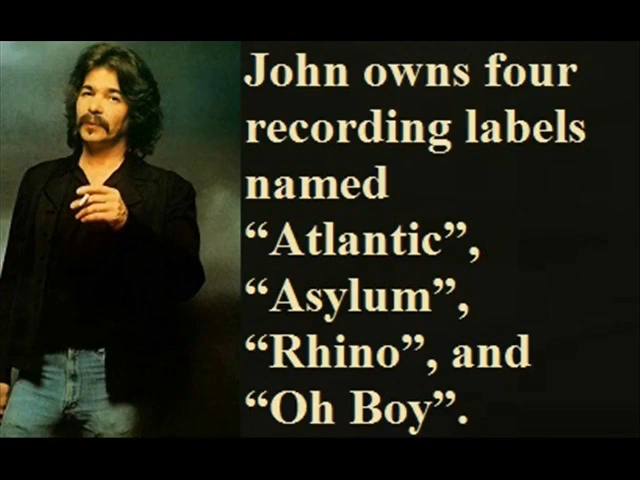 John owns four
recording labels
named
“Atlantic”,
“Asylum”,
“Rhino”, and
“Oh Boy”.